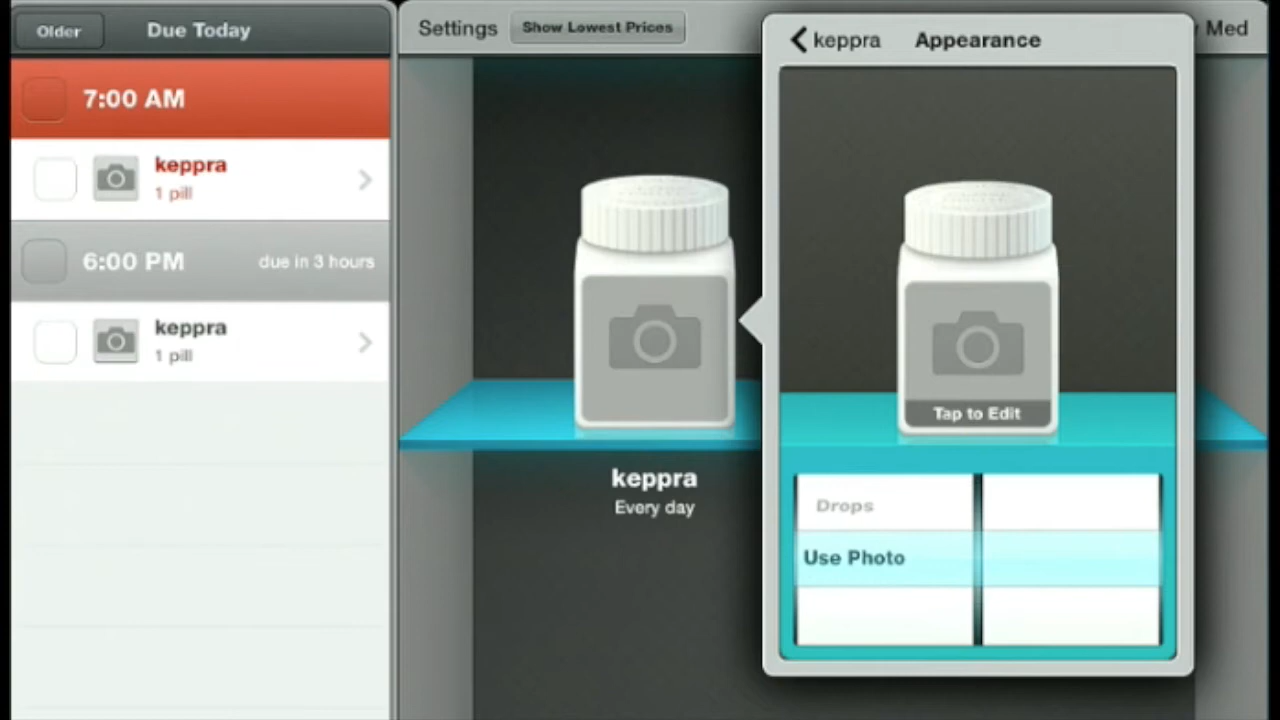 Older
Due Today
7:00 AM
keppra
1 pill
6:00 PM
due in 3 hours
keppra
1 pill
Settings
Show Lowest Prices
Med
keppra
Every day
keppra
Appearance
Tap to Edit
Drops
Use Photo